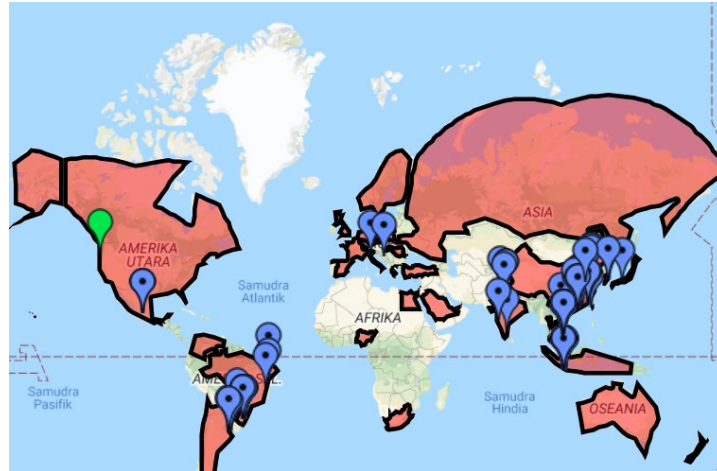 ASIA
AMERIKA
UTARA
Samudra
Atlantik
AFRIKA
Samudra
Pasifik
Samudra
Hindia
OSEANIA